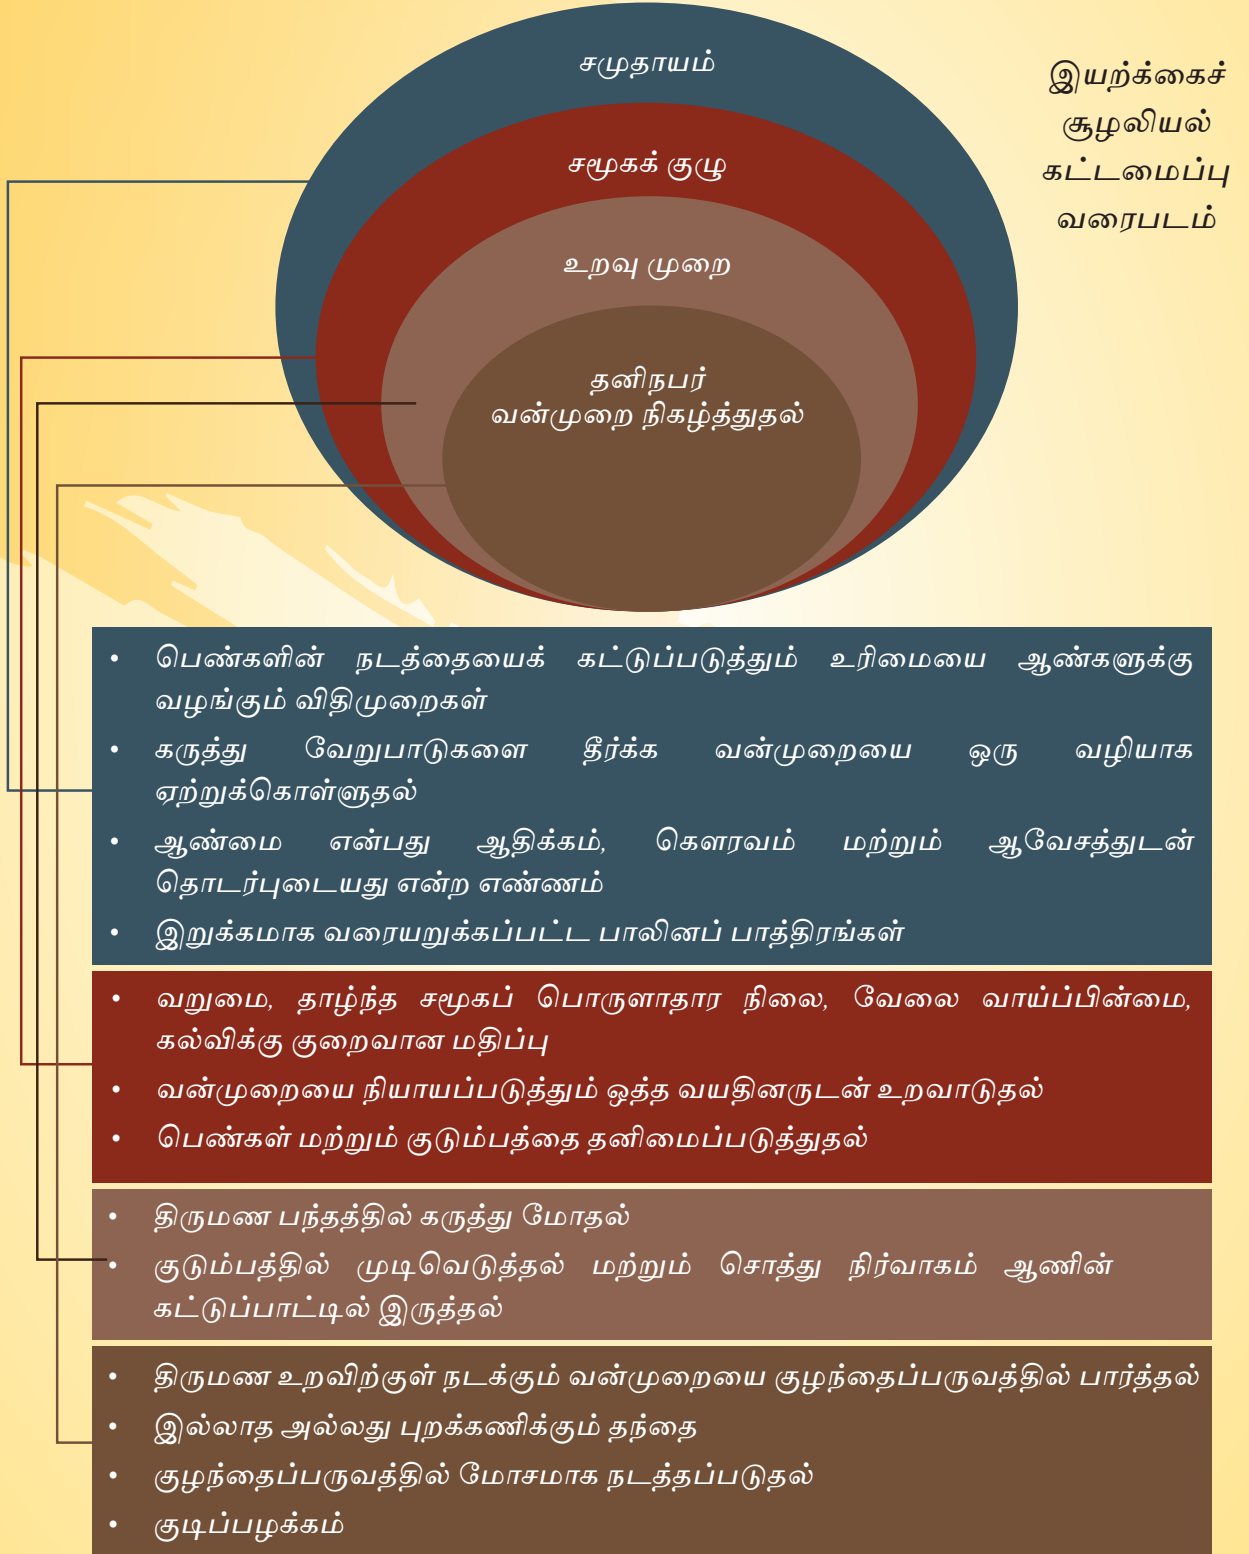 சமுதாயம்
இயற்க்கைச்
சூழலியல்
கட்டமைப்பு
வரைபடம்
சமூகக் குழு
உறவு முறை
தனிநபர்
வன்முறை நிகழ்த்துதல்
• பெண்களின் நடத்தையைக் கட்டுப்படுத்தும் உரிமையை ஆண்களுக்கு
வழங்கும் விதிமுறைகள்
• கருத்து வேறுபாடுகளை தீர்க்க வன்முறையை ஒரு வழியாக
ஏற்றுக்கொள்ளுதல்
• ஆண்மை என்பது ஆதிக்கம், கௌரவம் மற்றும் ஆவேசத்துடன்
தொடர்புடையது என்ற எண்ணம்
• இறுக்கமாக வரையறுக்கப்பட்ட பாலினப் பாத்திரங்கள்
• வறுமை, தாழ்ந்த சமூகப் பொருளாதார நிலை, வேலை வாய்ப்பின்மை,
கல்விக்கு குறைவான மதிப்பு
• வன்முறையை நியாயப்படுத்தும் ஒத்த வயதினருடன் உறவாடுதல்
• பெண்கள் மற்றும் குடும்பத்தை தனிமைப்படுத்துதல்
• திருமண பந்தத்தில் கருத்து மோதல்
• குடும்பத்தில் முடிவெடுத்தல் மற்றும் சொத்து நிர்வாகம் ஆணின்
கட்டுப்பாட்டில் இருத்தல்
• திருமண உறவிற்குள் நடக்கும் வன்முறையை குழந்தைப்பருவத்தில் பார்த்தல்
• இல்லாத அல்லது புறக்கணிக்கும் தந்தை
• குழந்தைப்பருவத்தில் மோசமாக நடத்தப்படுதல்
• குடிப்பழக்கம்